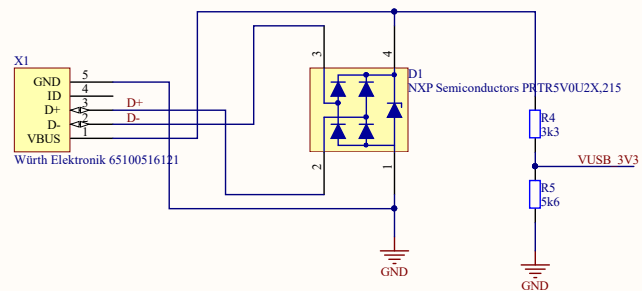 X1
GND 5
ID 4
D+ 3 D+
D- 2 D-
VBUS 1
Würth Elektronik 65100516121
3 4
D1
NXP Semiconductors PRTR5V0U2X,215
2 1
R4
3k3
VUSB_3V3
R5
5k6
GND
GND